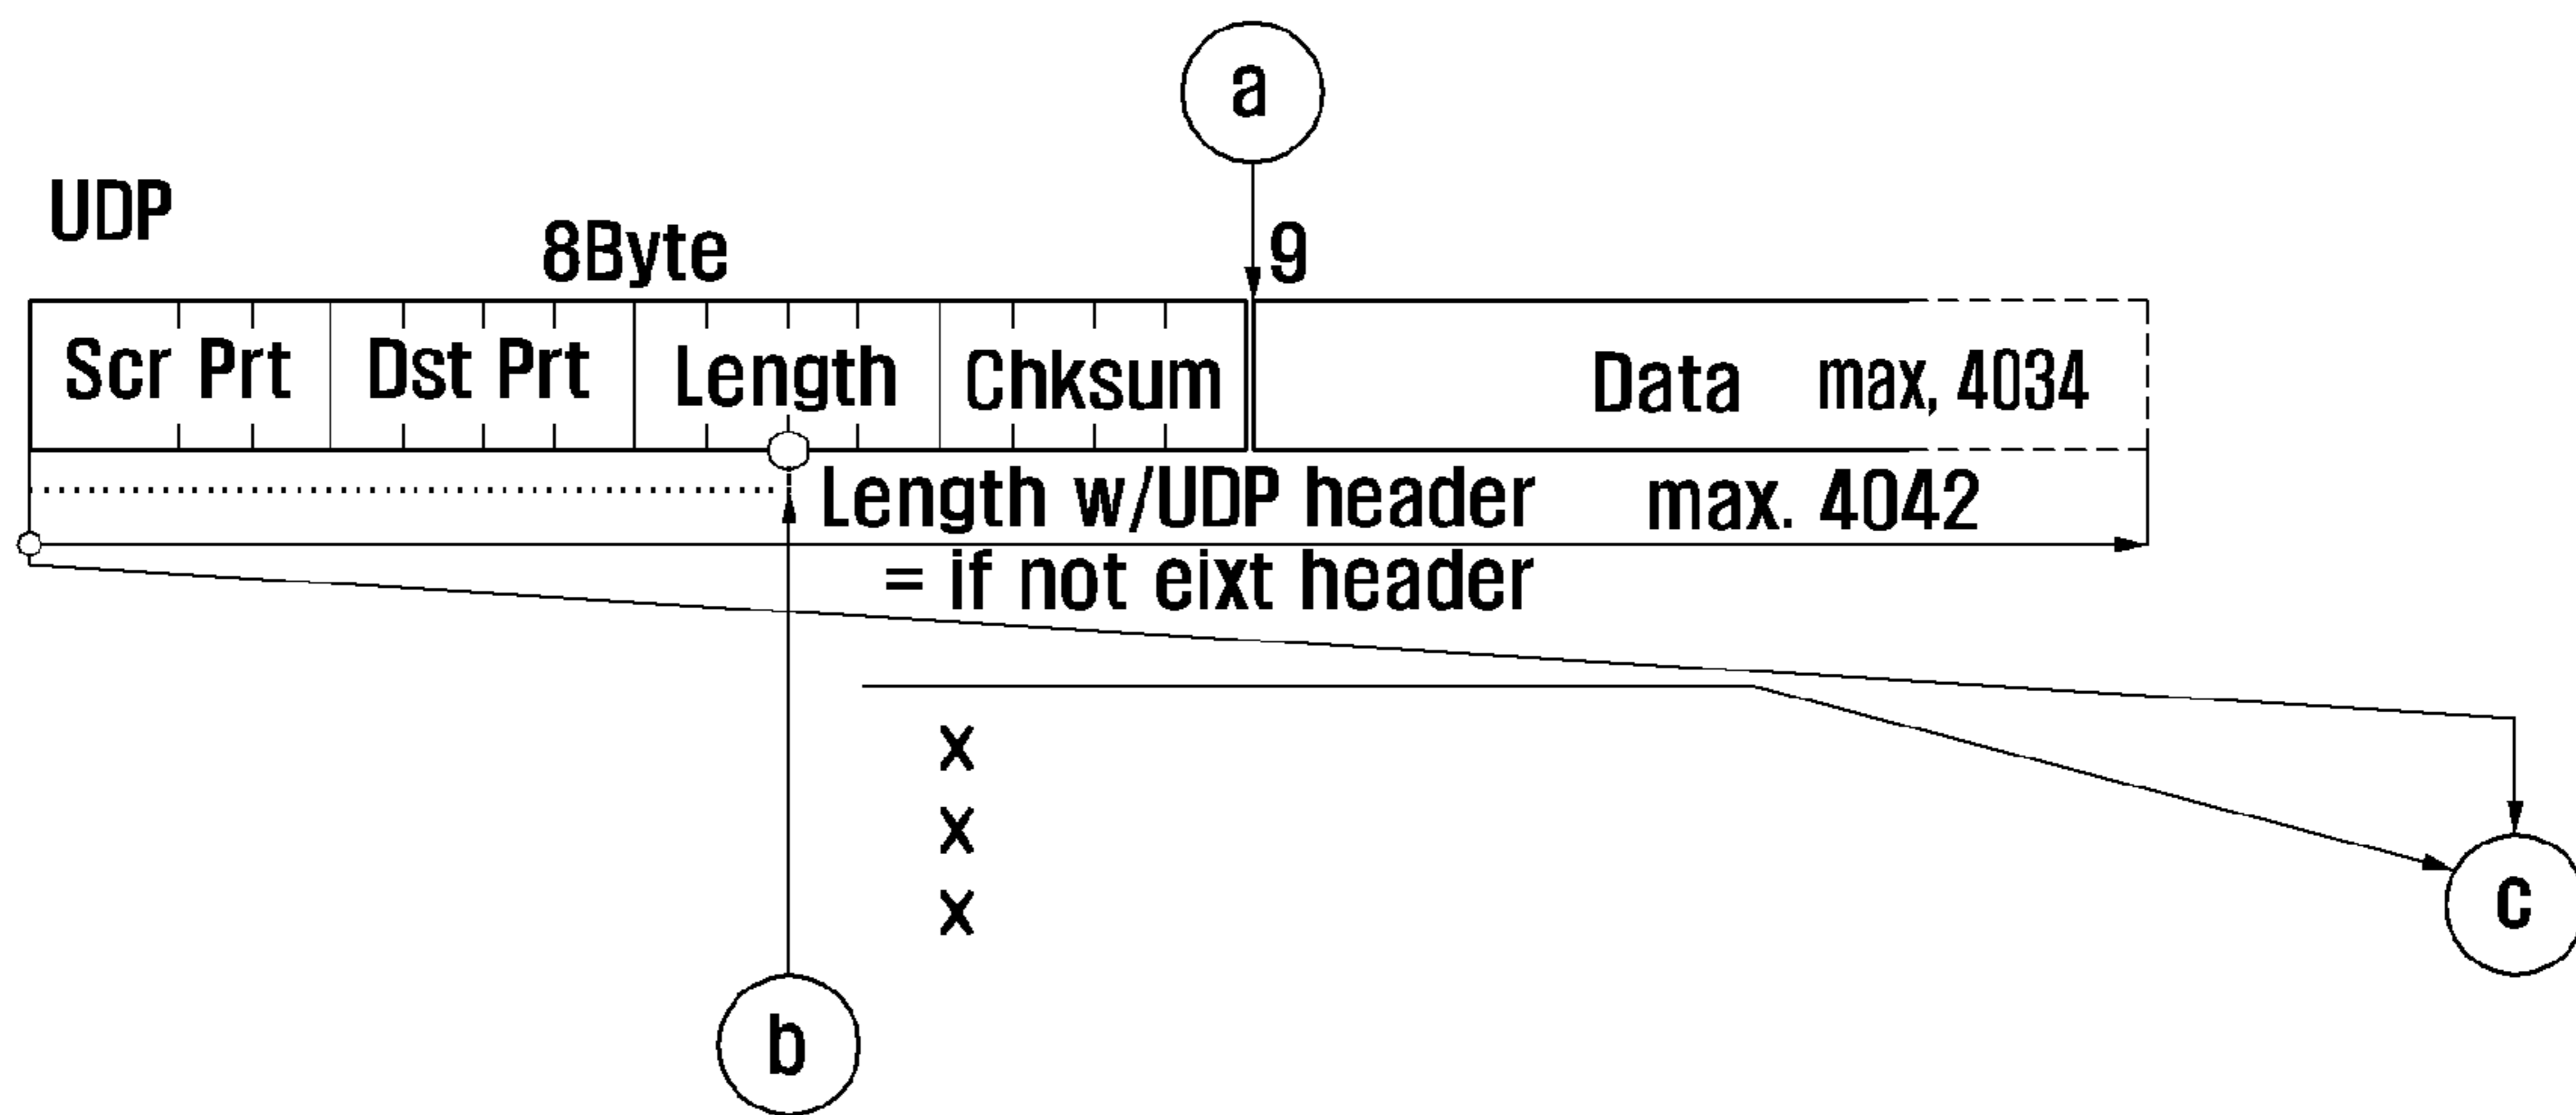 a
UDP
8Byte
9
Scr Prt Dst Prt Length Chksum Data max, 4034
Length w/UDP header max. 4042
= if not eixt header
x
x
x
c
b